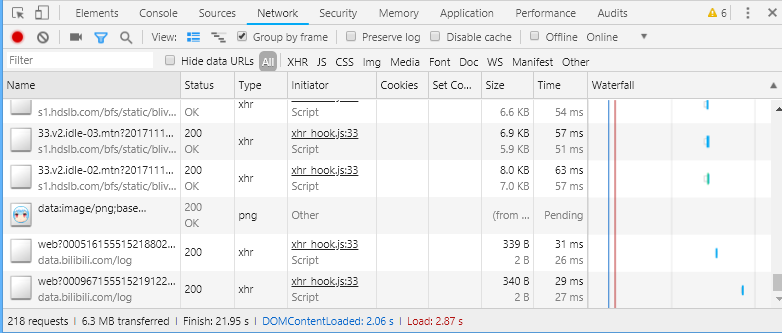 Elements Console Sources Network Security Memory Application Performance Audits 6
View: Group by frame Preserve log Disable cache Offline Online
Filter Hide data URLs All XHR JS CSS Img Media Font Doc WS Manifest Other
Name Status Type Initiator Cookies Set Co... Size Time Waterfall
s1.hdslb.com/bfs/static/bliv... OK xhr xhr_hook.js:33 Script 6.6 KB 54 ms
33.v2.idle-03.mtn?2017111... 200 xhr xhr_hook.js:33 6.9 KB 57 ms
s1.hdslb.com/bfs/static/bliv... OK Script 5.9 KB 51 ms
33.v2.idle-02.mtn?2017111... 200 xhr xhr_hook.js:33 8.0 KB 63 ms
s1.hdslb.com/bfs/static/bliv... OK Script 7.0 KB 57 ms
data:image/png;base... 200 OK png Other (from ... Pending
web?000516155515218802... 200 xhr xhr_hook.js:33 339 B 31 ms
data.bilibili.com/log Script 2 B 26 ms
web?000967155515219122... 200 xhr xhr_hook.js:33 340 B 29 ms
data.bilibili.com/log Script 2 B 27 ms
218 requests | 6.3 MB transferred | Finish: 21.95 s | DOMContentLoaded: 2.06 s | Load: 2.87 s